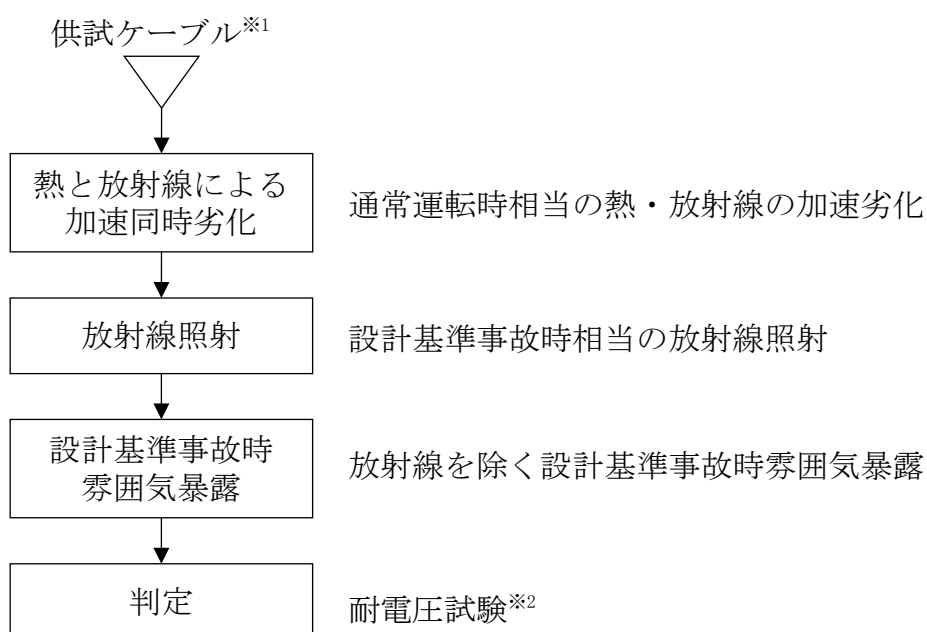 供試ケーブル※1
熱と放射線による
加速同時劣化
通常運転時相当の熱・放射線の加速劣化
放射線照射
設計基準事故時相当の放射線照射
設計基準事故時
雰囲気暴露
放射線を除く設計基準事故時雰囲気暴露
判定
耐電圧試験※2